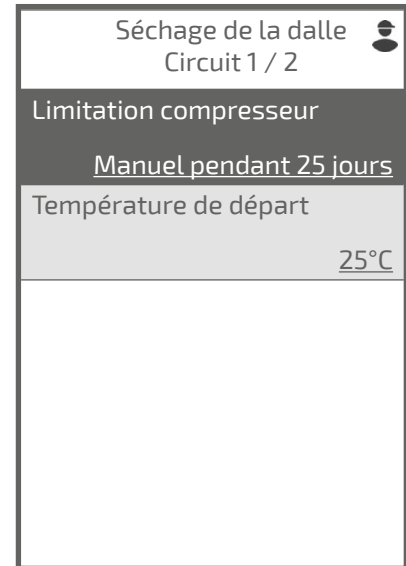 Séchage de la dalle
Circuit 1 / 2
Limitation compresseur
Manuel pendant 25 jours
Température de départ
25°C